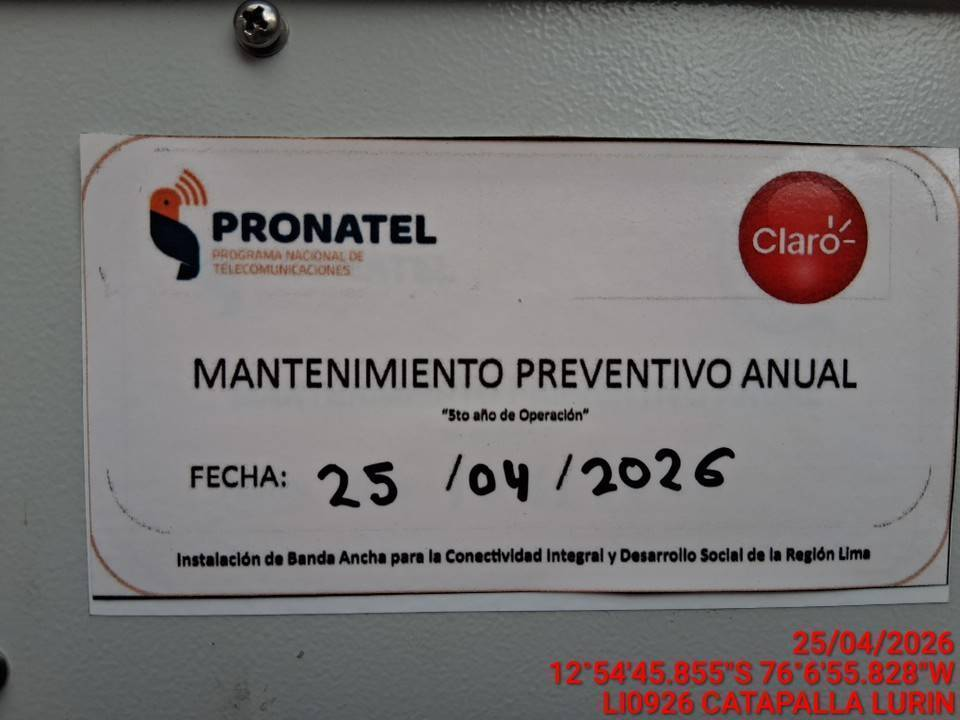 PRONATEL
PROGRAMA NACIONAL DE
TELECOMUNICACIONES
Claro
MANTENIMIENTO PREVENTIVO ANUAL
"5to año de Operación"
FECHA: 25 /04 /2026
Instalación de Banda Ancha para la Conectividad Integral y Desarrollo Social de la Región Lima
25/04/2026
12°54'45.855"S 76°6'55.828"W
LI0926 CATAPALLA LURIN